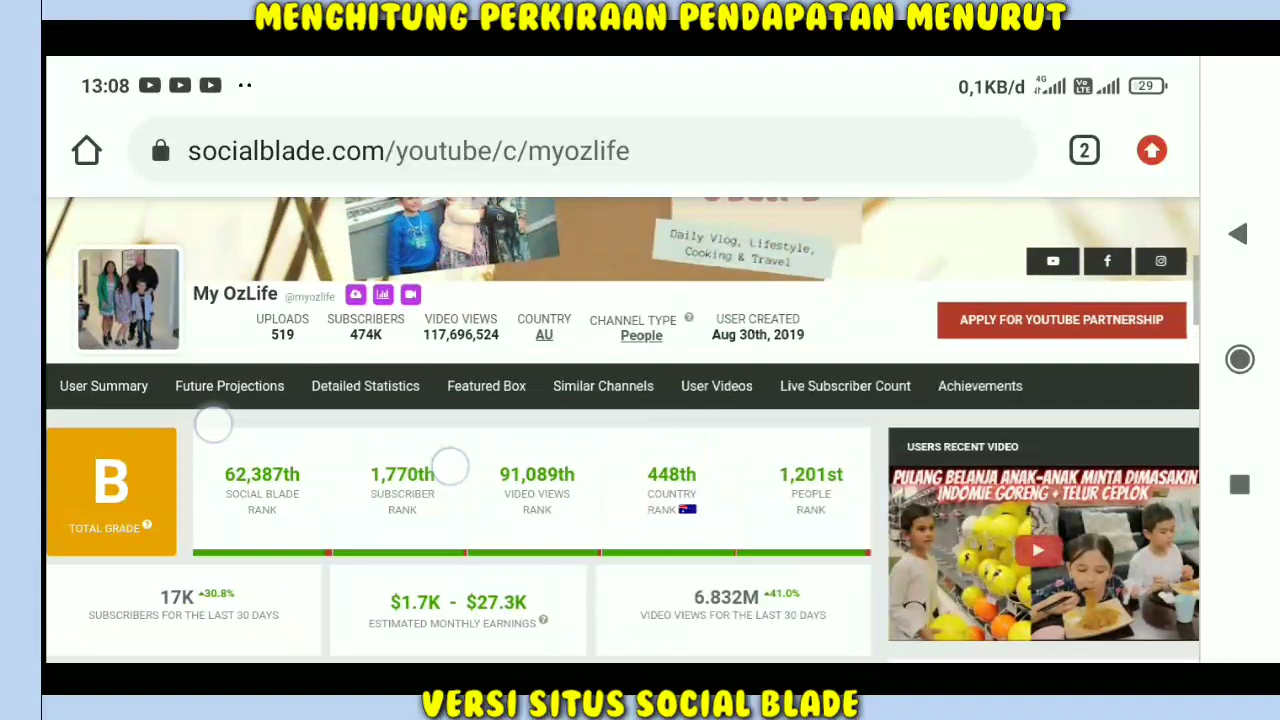 MENGHITUNG PERKIRAAN PENDAPATAN MENURUT
13:08
0,1KB/d 4G Vo LTE 29
socialblade.com/youtube/c/myozlife
2
Daily Vlog, Lifestyle,
Cooking & Travel
My OzLife @myozlife
UPLOADS SUBSCRIBERS VIDEO VIEWS COUNTRY CHANNEL TYPE USER CREATED
519 474K 117,696,524 AU People Aug 30th, 2019
APPLY FOR YOUTUBE PARTNERSHIP
User Summary Future Projections Detailed Statistics Featured Box Similar Channels User Videos Live Subscriber Count Achievements
B
TOTAL GRADE
62,387th 1,770th 91,089th 448th 1,201st
SOCIAL BLADE SUBSCRIBER VIDEO VIEWS COUNTRY PEOPLE
RANK RANK RANK RANK RANK
USERS RECENT VIDEO
PULANG BELANJA ANAK-ANAK MINTA DIMASAKIN
INDOMIE GORENG + TELUR CEPLOK
17K 30.8%
SUBSCRIBERS FOR THE LAST 30 DAYS
$1.7K - $27.3K
ESTIMATED MONTHLY EARNINGS
6.832M 41.0%
VIDEO VIEWS FOR THE LAST 30 DAYS
VERSI SITUS SOCIAL BLADE